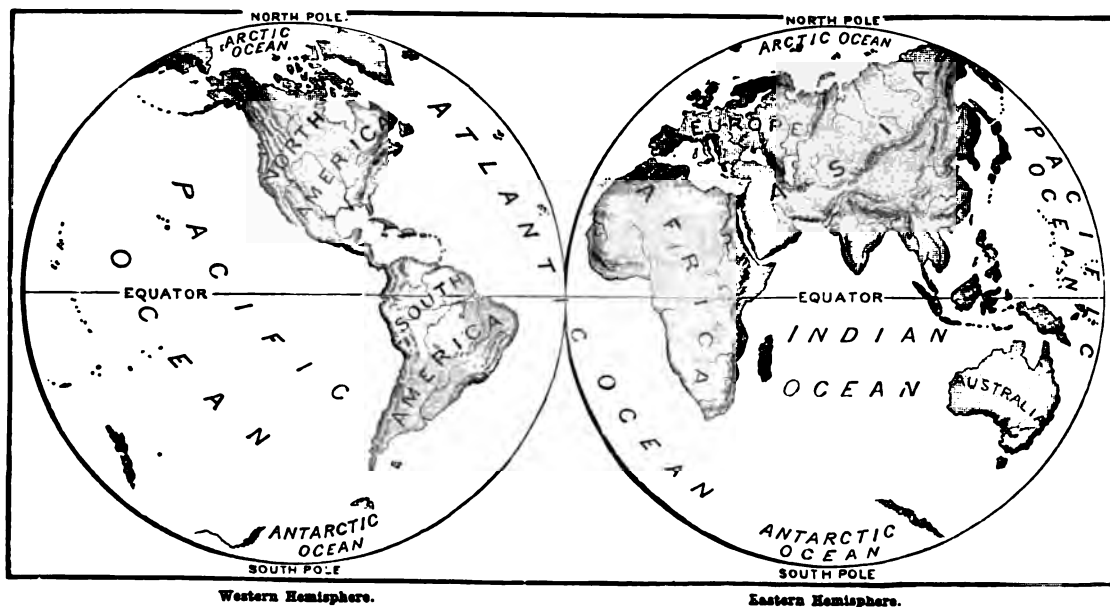 NORTH POLE.
ARCTIC
OCEAN
NORTH
AMERICA
ATLANTIC
PACIFIC
OCEAN
EQUATOR
SOUTH
AMERICA
ANTARCTIC
OCEAN
SOUTH POLE
Western Hemisphere.
NORTH POLE
ARCTIC OCEAN
EUROPE
ASIA
AFRICA
PACIFIC
OCEAN
EQUATOR
INDIAN
OCEAN
OCEAN
AUSTRALIA
ANTARCTIC
OCEAN
SOUTH POLE
Eastern Hemisphere.